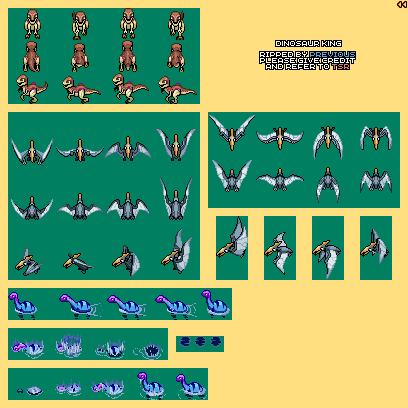 DINOSAUR KING
RIPPED BY PREVIOUS
PLEASE GIVE CREDIT
AND REFER TO TSR